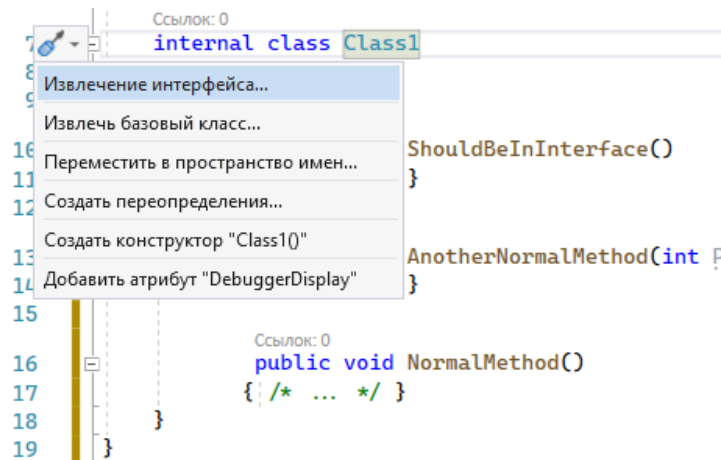 Ссылок: 0
7 internal class Class1
8
Извлечение интерфейса...
9
Извлечь базовый класс...
10 ShouldBeInInterface()
Переместить в пространство имен...
11 }
12
Создать переопределения...
Создать конструктор "Class1()"
13 AnotherNormalMethod(int
Добавить атрибут "DebuggerDisplay"
14 }
15
Ссылок: 0
16 public void NormalMethod()
17 { /* ... */ }
18 }
19 }